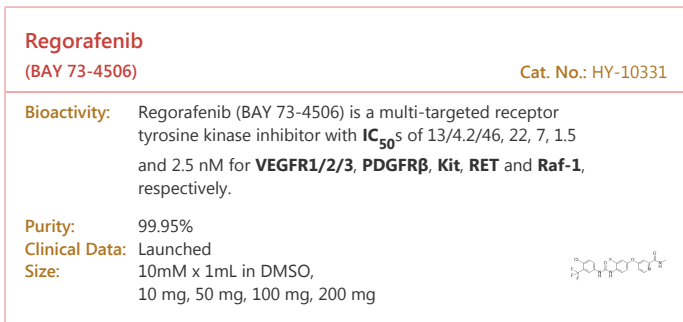 Regorafenib
(BAY 73-4506)
Cat. No.: HY-10331
Bioactivity: Regorafenib (BAY 73-4506) is a multi-targeted receptor
tyrosine kinase inhibitor with IC50s of 13/4.2/46, 22, 7, 1.5
and 2.5 nM for VEGFR1/2/3, PDGFRβ, Kit, RET and Raf-1,
respectively.
Purity: 99.95%
Clinical Data: Launched
Size: 10mM x 1mL in DMSO,
10 mg, 50 mg, 100 mg, 200 mg